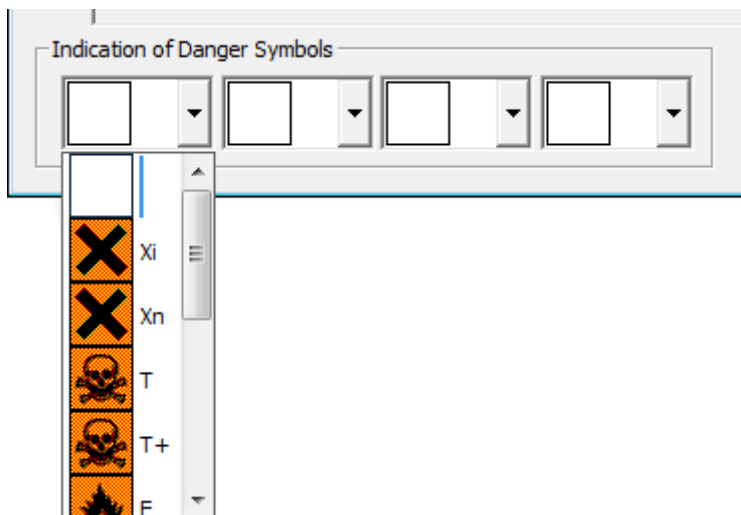 Indication of Danger Symbols
Xi
Xn
T
T+